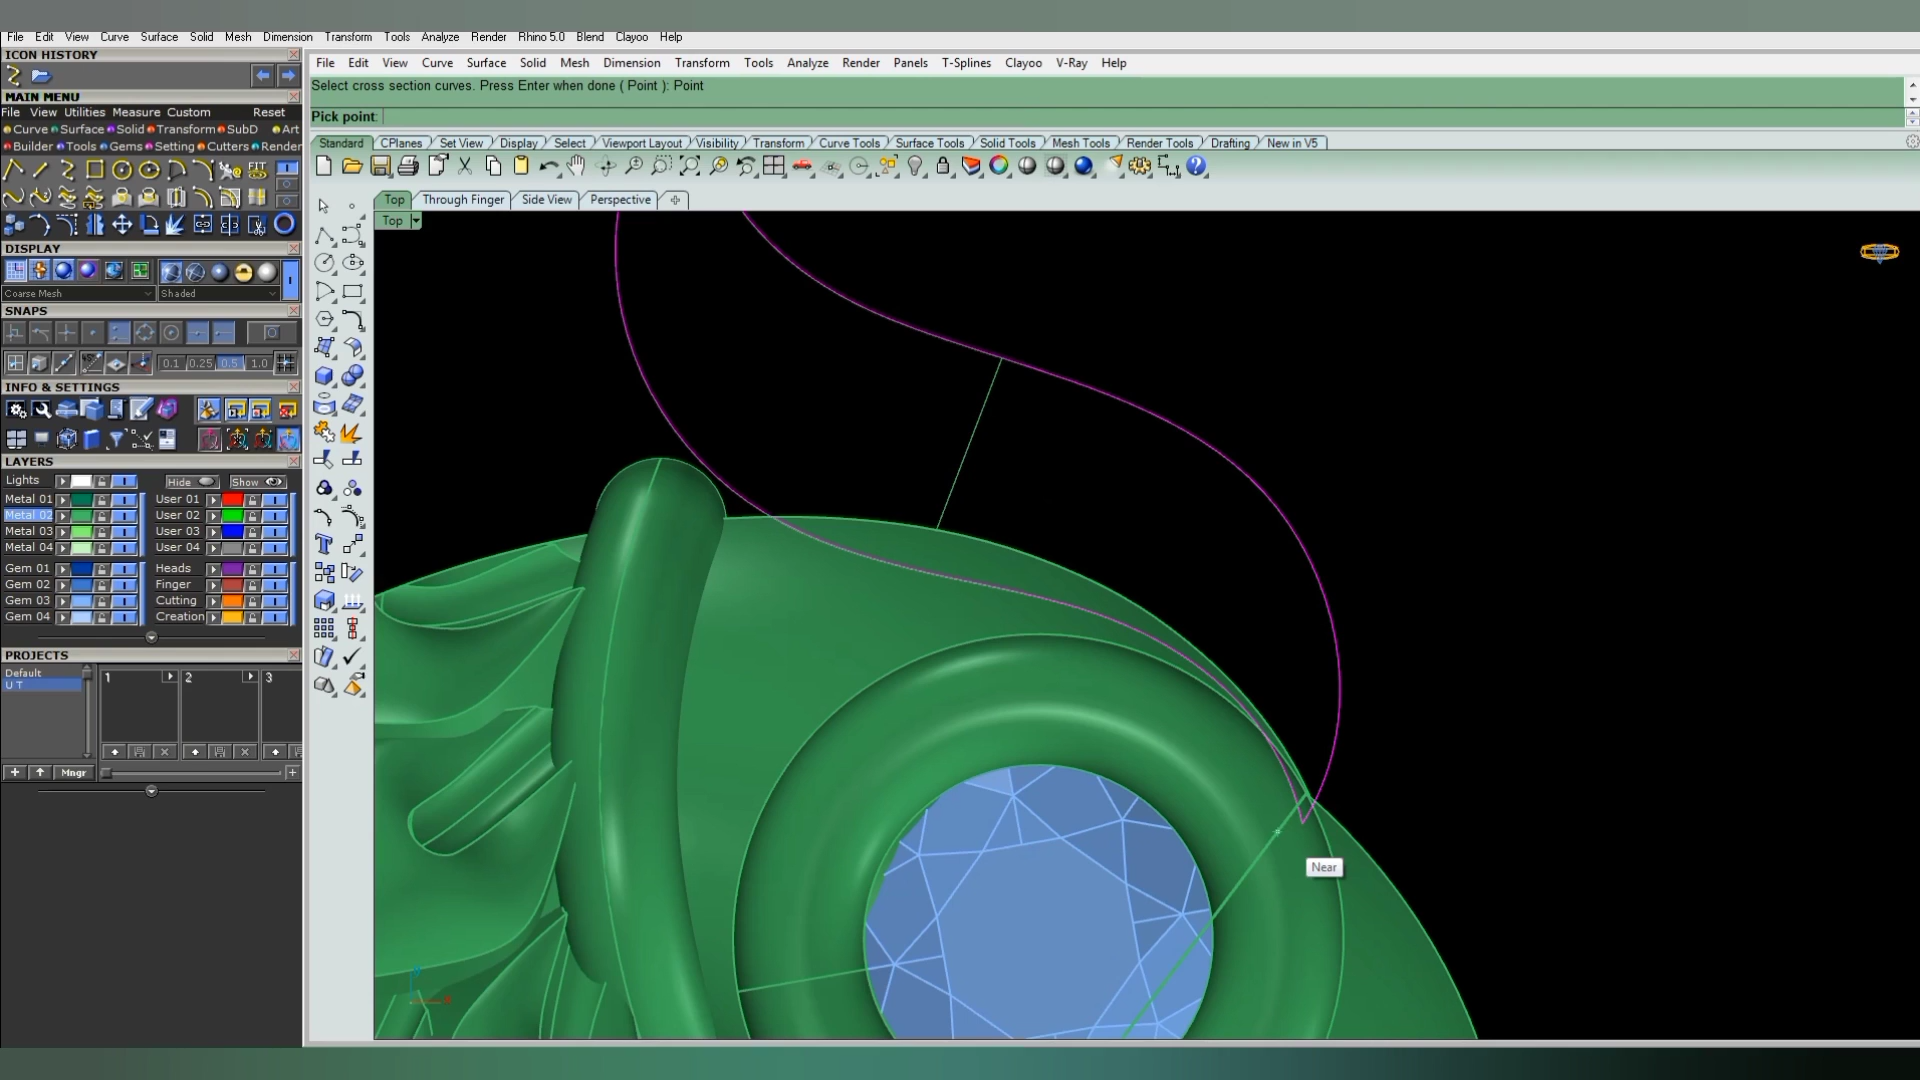 File Edit View Curve Surface Solid Mesh Dimension Transform Tools Analyze Render Rhino 5.0 Blend Clayoo Help
ICON HISTORY
MAIN MENU
File View Utilities Measure Custom Reset
Curve Surface Solid Transform SubD Art
Builder Tools Gems Setting Cutters Render
FIT
DISPLAY
Coarse Mesh Shaded
SNAPS
0.1 0.25 0.5 1.0
INFO & SETTINGS
LAYERS
Lights Hide Show
Metal 01 User 01
Metal 02 User 02
Metal 03 User 03
Metal 04 User 04
Gem 01 Heads
Gem 02 Finger
Gem 03 Cutting
Gem 04 Creation
PROJECTS
Default
U T
1 2 3
Mngr
File Edit View Curve Surface Solid Mesh Dimension Transform Tools Analyze Render Panels T-Splines Clayoo V-Ray Help
Select cross section curves. Press Enter when done ( Point ): Point
Pick point:
Standard CPlanes Set View Display Select Viewport Layout Visibility Transform Curve Tools Surface Tools Solid Tools Mesh Tools Render Tools Drafting New in V5
Top Through Finger Side View Perspective
Top
Near